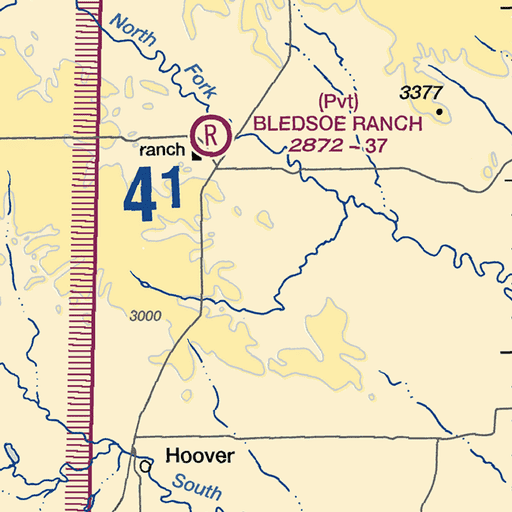 North
Fork
3377
(Pvt)
R
BLEDSOE RANCH
ranch
2872 - 37
41
3000
Hoover
South